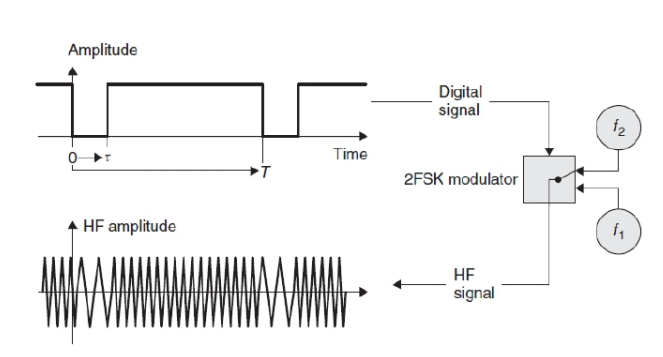 Amplitude
0
τ
T
Time
Digital
signal
f2
2FSK modulator
f1
HF amplitude
HF
signal